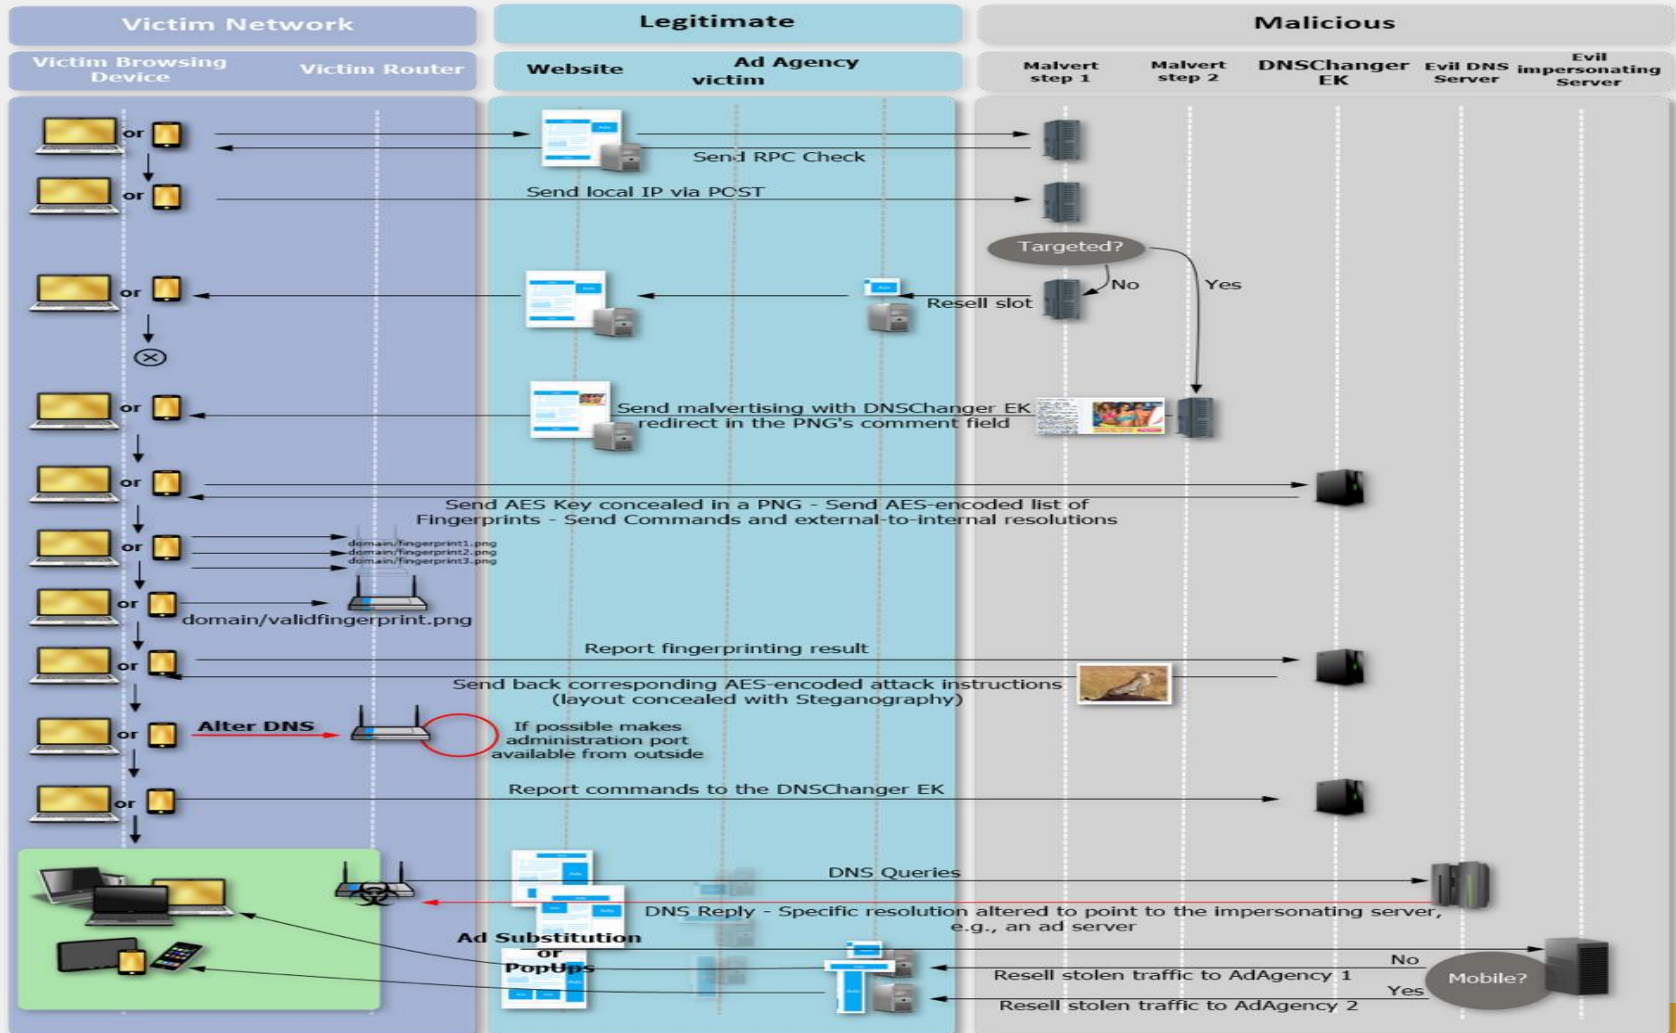 Victim Network
Legitimate
Malicious
Victim Browsing
Device
Victim Router
Website
Ad Agency
victim
Malvert
step 1
Malvert
step 2
DNSChanger
EK
Evil DNS
Server
Evil
impersonating
Server
or
Send RPC Check
or
Send local IP via POST
Targeted?
No
Yes
or
Resell slot
or
Send malvertising with DNSChanger EK
redirect in the PNG's comment field
or
Send AES Key concealed in a PNG - Send AES-encoded list of
Fingerprints - Send Commands and external-to-internal resolutions
or
domain/fingerprint1.png
domain/fingerprint2.png
domain/fingerprint3.png
or
domain/validfingerprint.png
Report fingerprinting result
or
Send back corresponding AES-encoded attack instructions
(layout concealed with Steganography)
or
Alter DNS
If possible makes
administration port
available from outside
Report commands to the DNSChanger EK
or
DNS Queries
DNS Reply - Specific resolution altered to point to the impersonating server,
e.g., an ad server
Ad Substitution
or
PopUps
No
Resell stolen traffic to AdAgency 1
Mobile?
Yes
Resell stolen traffic to AdAgency 2